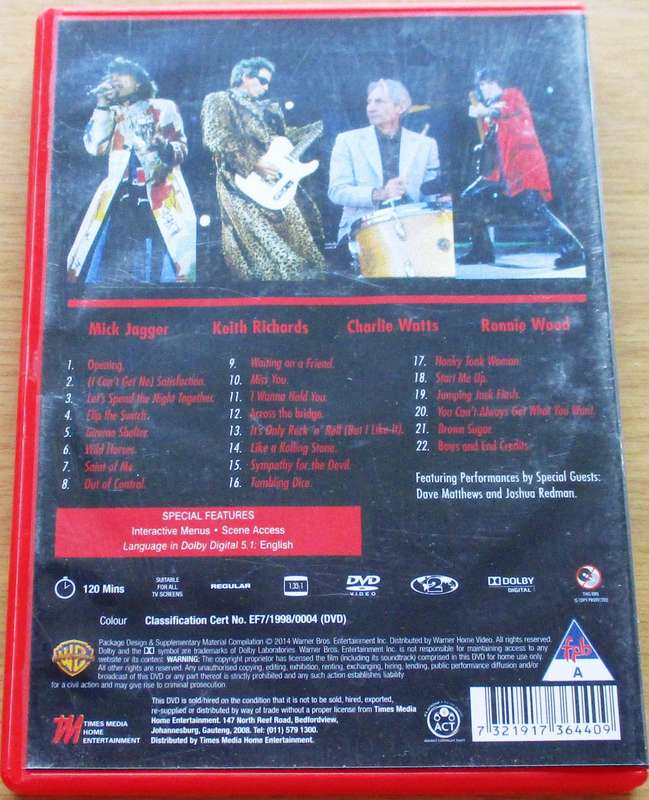 Mick Jagger Keith Richards Charlie Watts Ronnie Wood
1. Opening.
2. (I Can't Get No) Satisfaction.
3. Let's Spend the Night Together.
4. Flip the Switch.
5. Gimme Shelter.
6. Wild Horses.
7. Saint of Me.
8. Out of Control.
9. Waiting on a Friend.
10. Miss You.
11. I Wanna Hold You.
12. Across the bridge.
13. It's Only Rock 'n' Roll (But I Like It).
14. Like a Rolling Stone.
15. Sympathy for the Devil.
16. Tumbling Dice.
17. Honky Tonk Woman.
18. Start Me Up.
19. Jumping Jack Flash.
20. You Can't Always Get What You Want.
21. Brown Sugar.
22. Bows and End Credits.
Featuring Performances by Special Guests:
Dave Matthews and Joshua Redman.
SPECIAL FEATURES
Interactive Menus • Scene Access
Language in Dolby Digital 5.1: English
120 Mins
SUITABLE
FOR ALL
TV SCREENS
REGULAR
1.33:1
DVD
VIDEO
2
DOLBY
DIGITAL
THIS DVD
IS COPY PROTECTED
Colour Classification Cert No. EF7/1998/0004 (DVD)
WB
Package Design & Supplementary Material Compilation © 2014 Warner Bros. Entertainment Inc. Distributed by Warner Home Video. All rights reserved.
Dolby and the DD symbol are trademarks of Dolby Laboratories. Warner Bros. Entertainment Inc. is not responsible for maintaining access to any
website or its content. WARNING: The copyright proprietor has licensed the film (including its soundtrack) comprised in this DVD for home use only.
All other rights are reserved. Any unauthorised copying, editing, exhibition, renting, exchanging, hiring, lending, public performance diffusion and/or
broadcast of this DVD or any part thereof is strictly prohibited and any such action establishes liability
for a civil action and may give rise to criminal prosecution.
fpb
A
This DVD is sold/hired on the condition that it is not to be sold, hired, exported,
re-supplied or distributed by way of trade without a proper license from Times Media
Home Entertainment. 147 North Reef Road, Bedfordview,
Johannesburg, Gauteng, 2008. Tel: (011) 579 1300.
Distributed by Times Media Home Entertainment.
TM TIMES MEDIA
HOME
ENTERTAINMENT
ACT
7 321917 364409